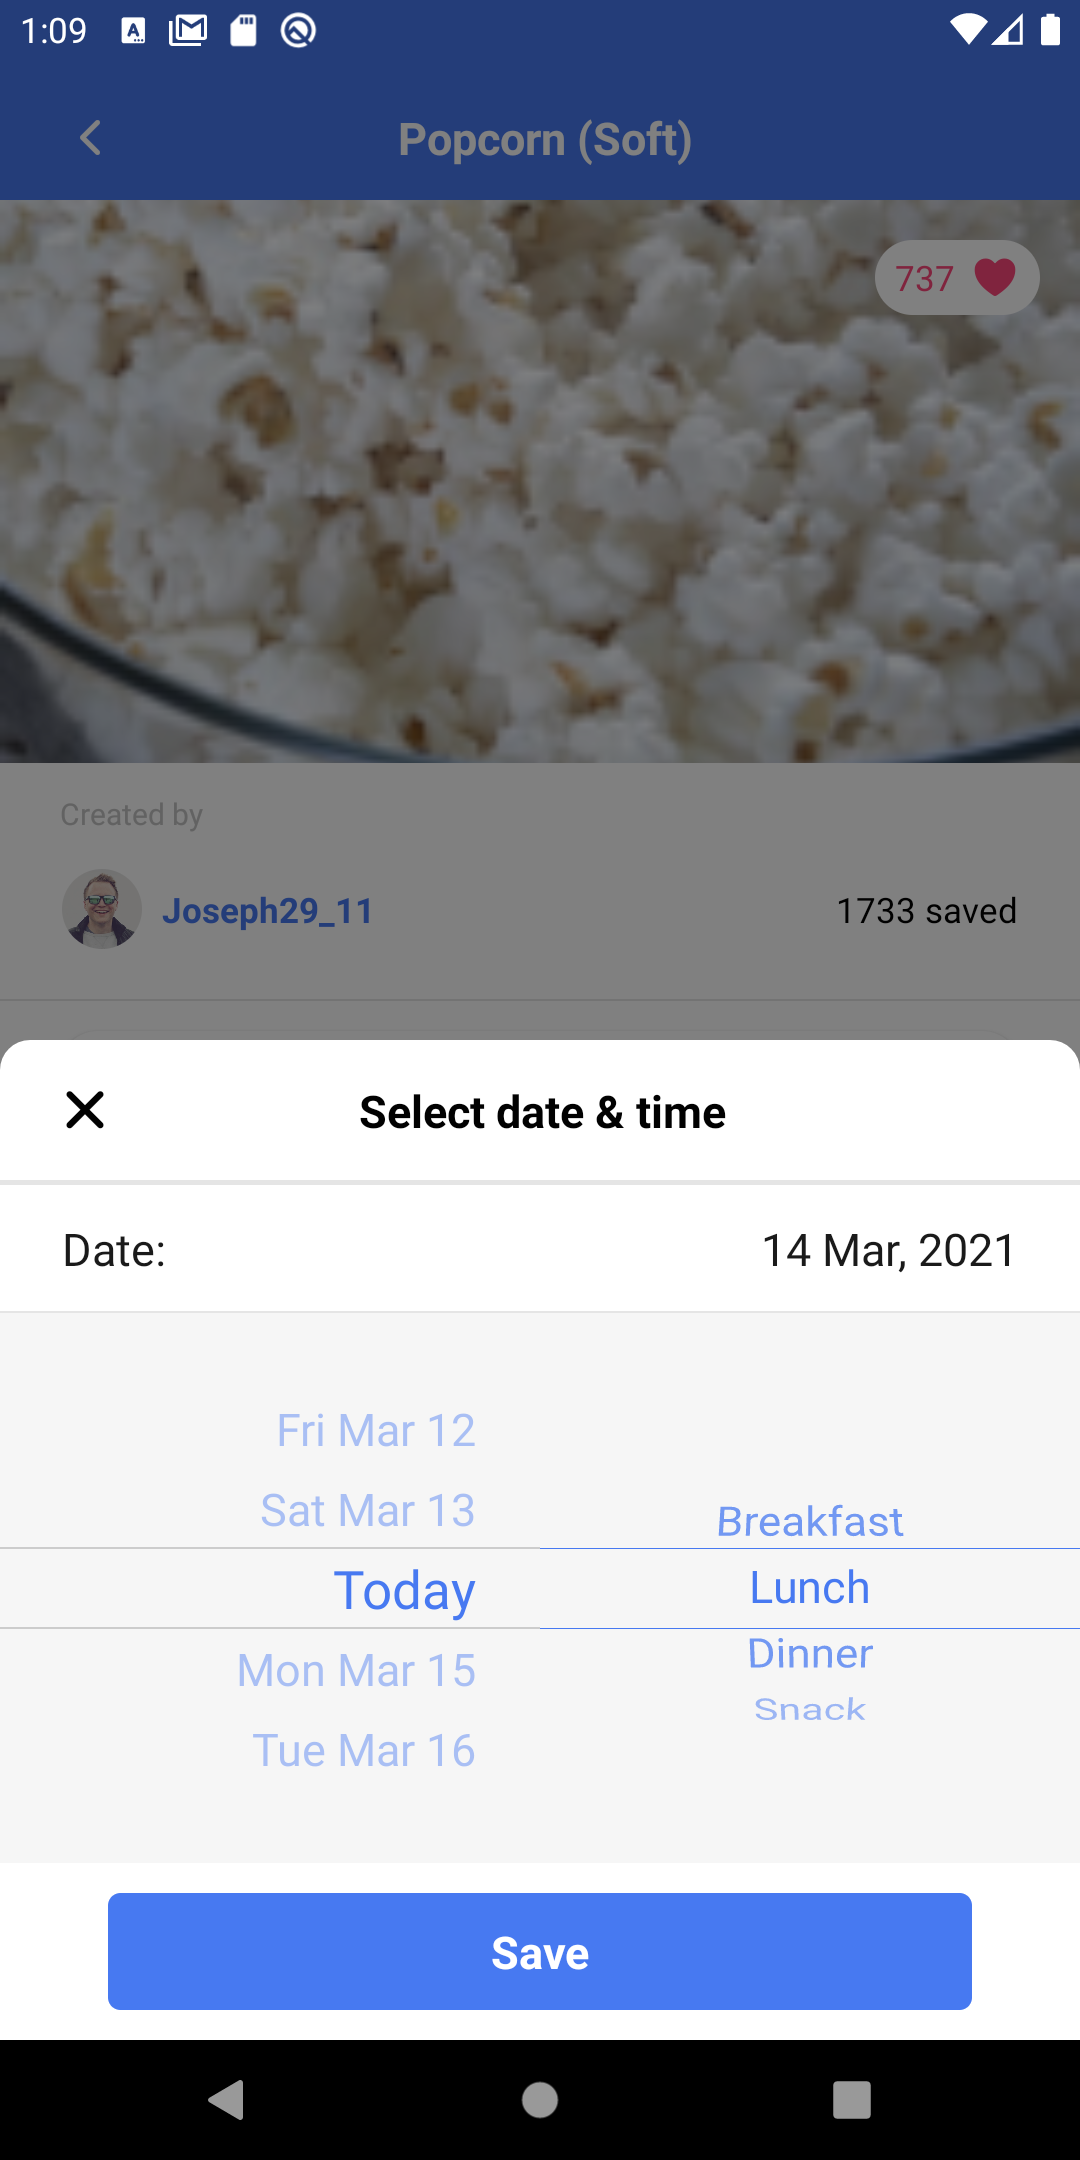 1:09
Popcorn (Soft)
737
Created by
Joseph29_11
1733 saved
Select date & time
Date:
14 Mar, 2021
Fri Mar 12
Sat Mar 13
Today
Mon Mar 15
Tue Mar 16
Breakfast
Lunch
Dinner
Snack
Save